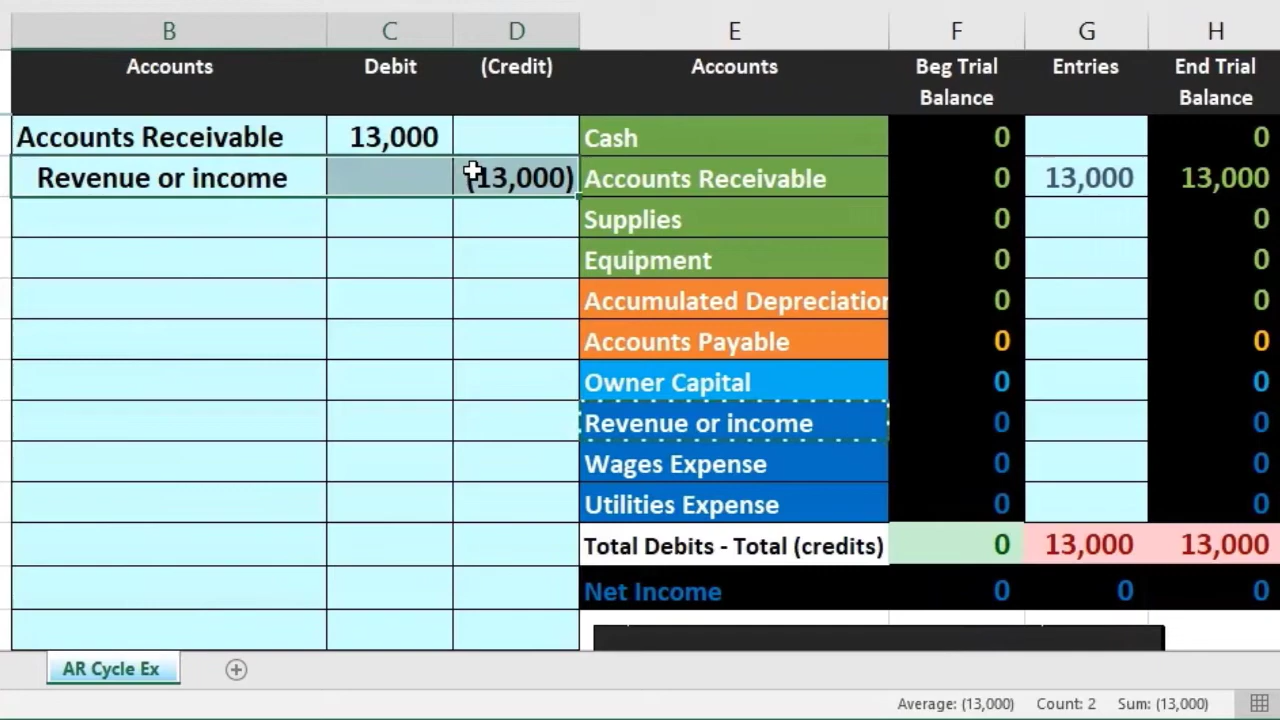 B C D E F G H
Accounts Debit (Credit) Accounts Beg Trial Balance Entries End Trial Balance
Accounts Receivable 13,000 Cash 0 0
Revenue or income (13,000) Accounts Receivable 0 13,000 13,000
Supplies 0 0
Equipment 0 0
Accumulated Depreciation 0 0
Accounts Payable 0 0
Owner Capital 0 0
Revenue or income 0 0
Wages Expense 0 0
Utilities Expense 0 0
Total Debits - Total (credits) 0 13,000 13,000
Net Income 0 0 0
AR Cycle Ex
Average: (13,000) Count: 2 Sum: (13,000)